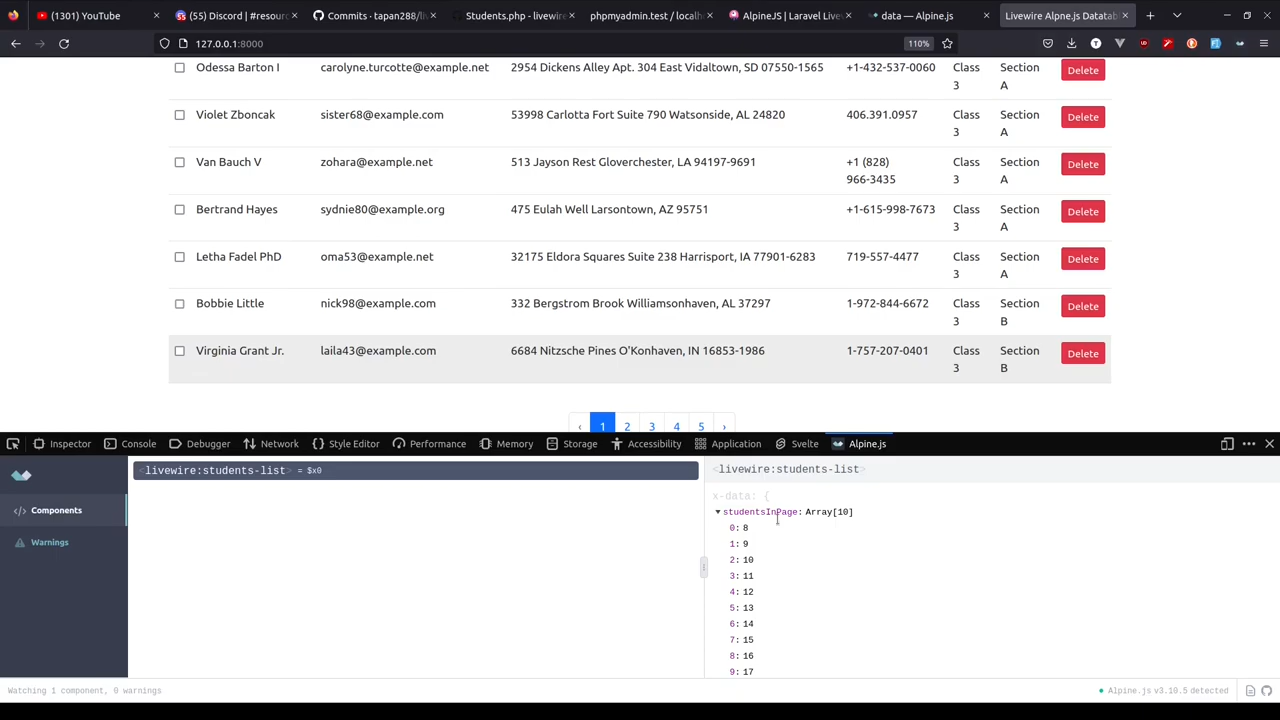 (1301) YouTube
(55) Discord | #resourc
Commits · tapan288/liv
Students.php - livewire
phpmyadmin.test / localh
AlpineJS | Laravel Live
data — Alpine.js
Livewire Alpne.js Datatab
127.0.0.1:8000
110%
Odessa Barton I carolyne.turcotte@example.net 2954 Dickens Alley Apt. 304 East Vidaltown, SD 07550-1565 +1-432-537-0060 Class 3 Section A Delete
Violet Zboncak sister68@example.com 53998 Carlotta Fort Suite 790 Watsonside, AL 24820 406.391.0957 Class 3 Section A Delete
Van Bauch V zohara@example.net 513 Jayson Rest Gloverchester, LA 94197-9691 +1 (828) 966-3435 Class 3 Section A Delete
Bertrand Hayes sydnie80@example.org 475 Eulah Well Larsontown, AZ 95751 +1-615-998-7673 Class 3 Section A Delete
Letha Fadel PhD oma53@example.net 32175 Eldora Squares Suite 238 Harrisport, IA 77901-6283 719-557-4477 Class 3 Section A Delete
Bobbie Little nick98@example.com 332 Bergstrom Brook Williamsonhaven, AL 37297 1-972-844-6672 Class 3 Section B Delete
Virginia Grant Jr. laila43@example.com 6684 Nitzsche Pines O'Konhaven, IN 16853-1986 1-757-207-0401 Class 3 Section B Delete
‹ 1 2 3 4 5 ›
Inspector Console Debugger Network Style Editor Performance Memory Storage Accessibility Application Svelte Alpine.js
Components
Warnings
<livewire:students-list> = $x0
<livewire:students-list>
x-data: {
studentsInPage: Array[10]
0: 8
1: 9
2: 10
3: 11
4: 12
5: 13
6: 14
7: 15
8: 16
9: 17
Watching 1 component, 0 warnings
Alpine.js v3.10.5 detected